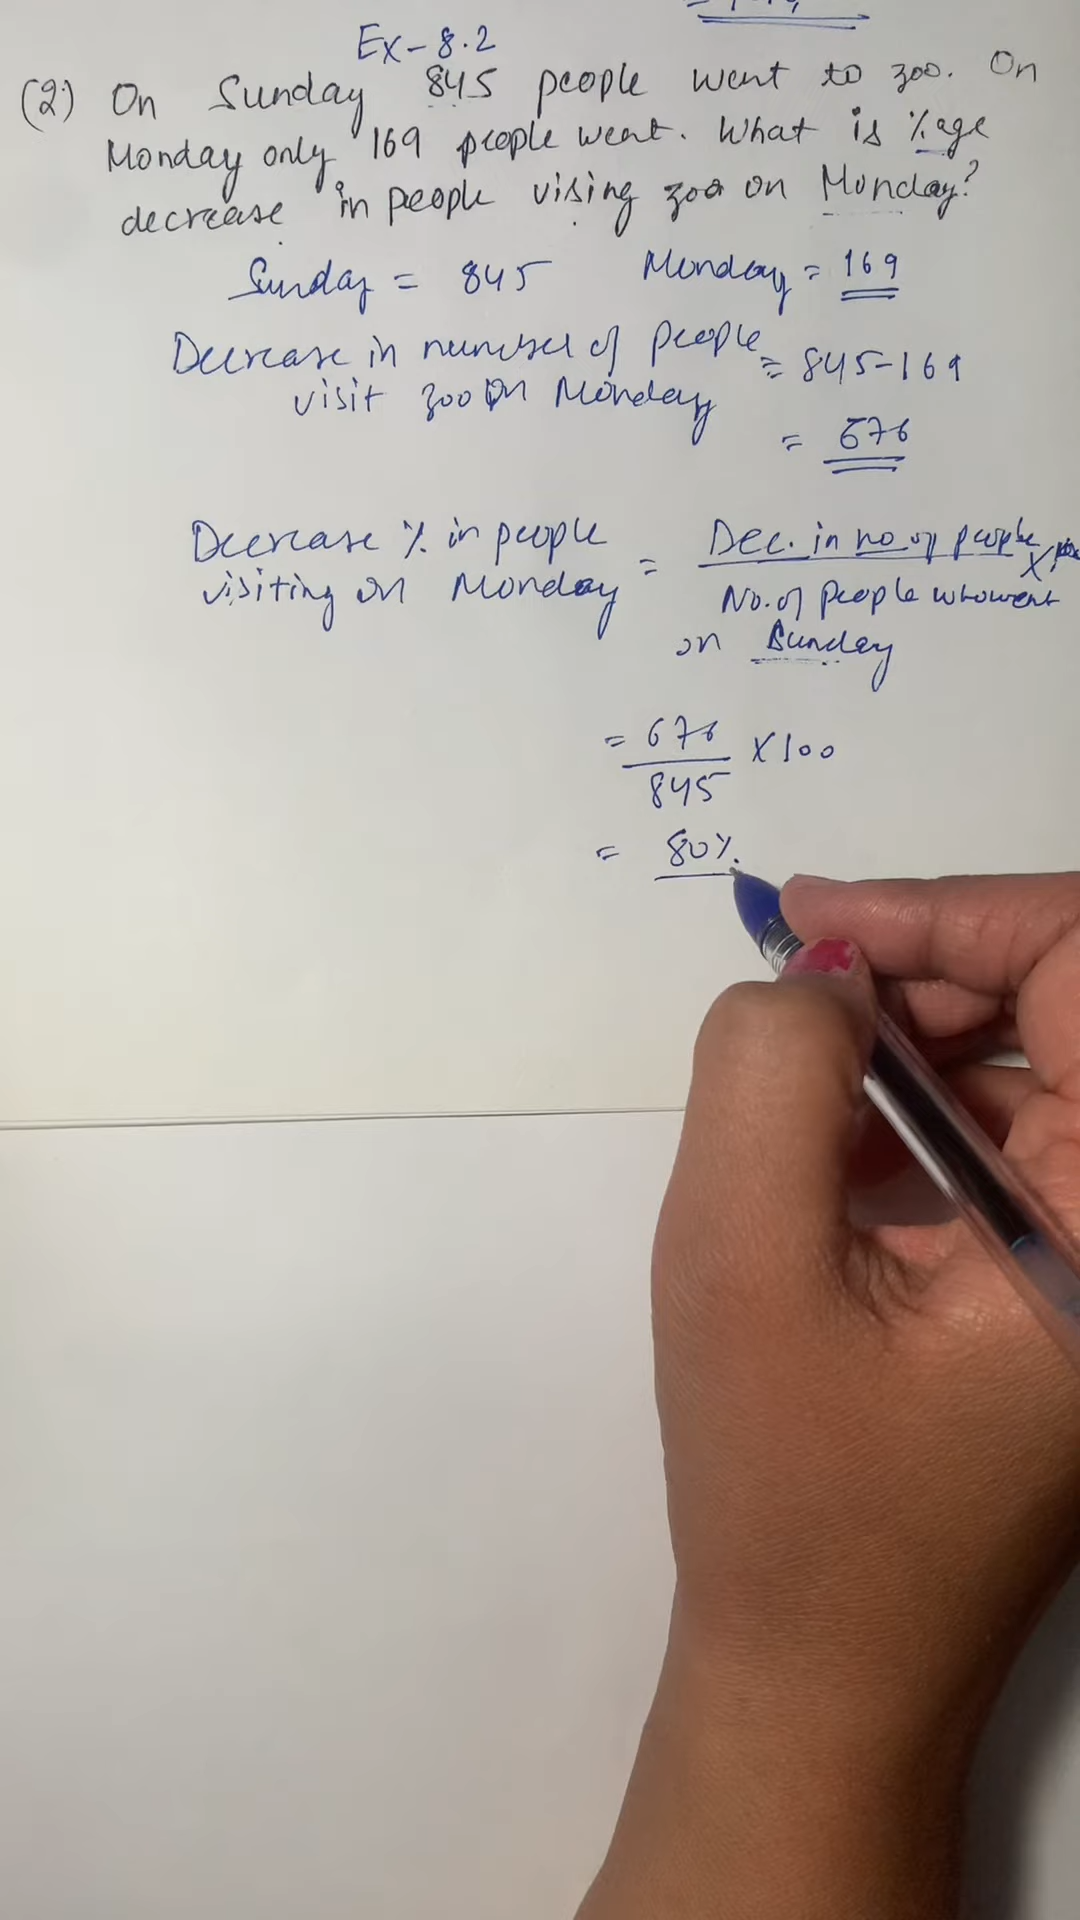 Ex-8.2
(2) On Sunday 845 people went to zoo. On
Monday only 169 people went. What is %age
decrease in people vising zoo on Monday?
Sunday = 845 Monday = 169
Decrease in number of people
visit zoo on Monday = 845-169
= 676
Decrease % in people
visiting on Monday = Dec. in no of people X
No. of people who went
on Sunday
= 676 X 100
845
= 80%.